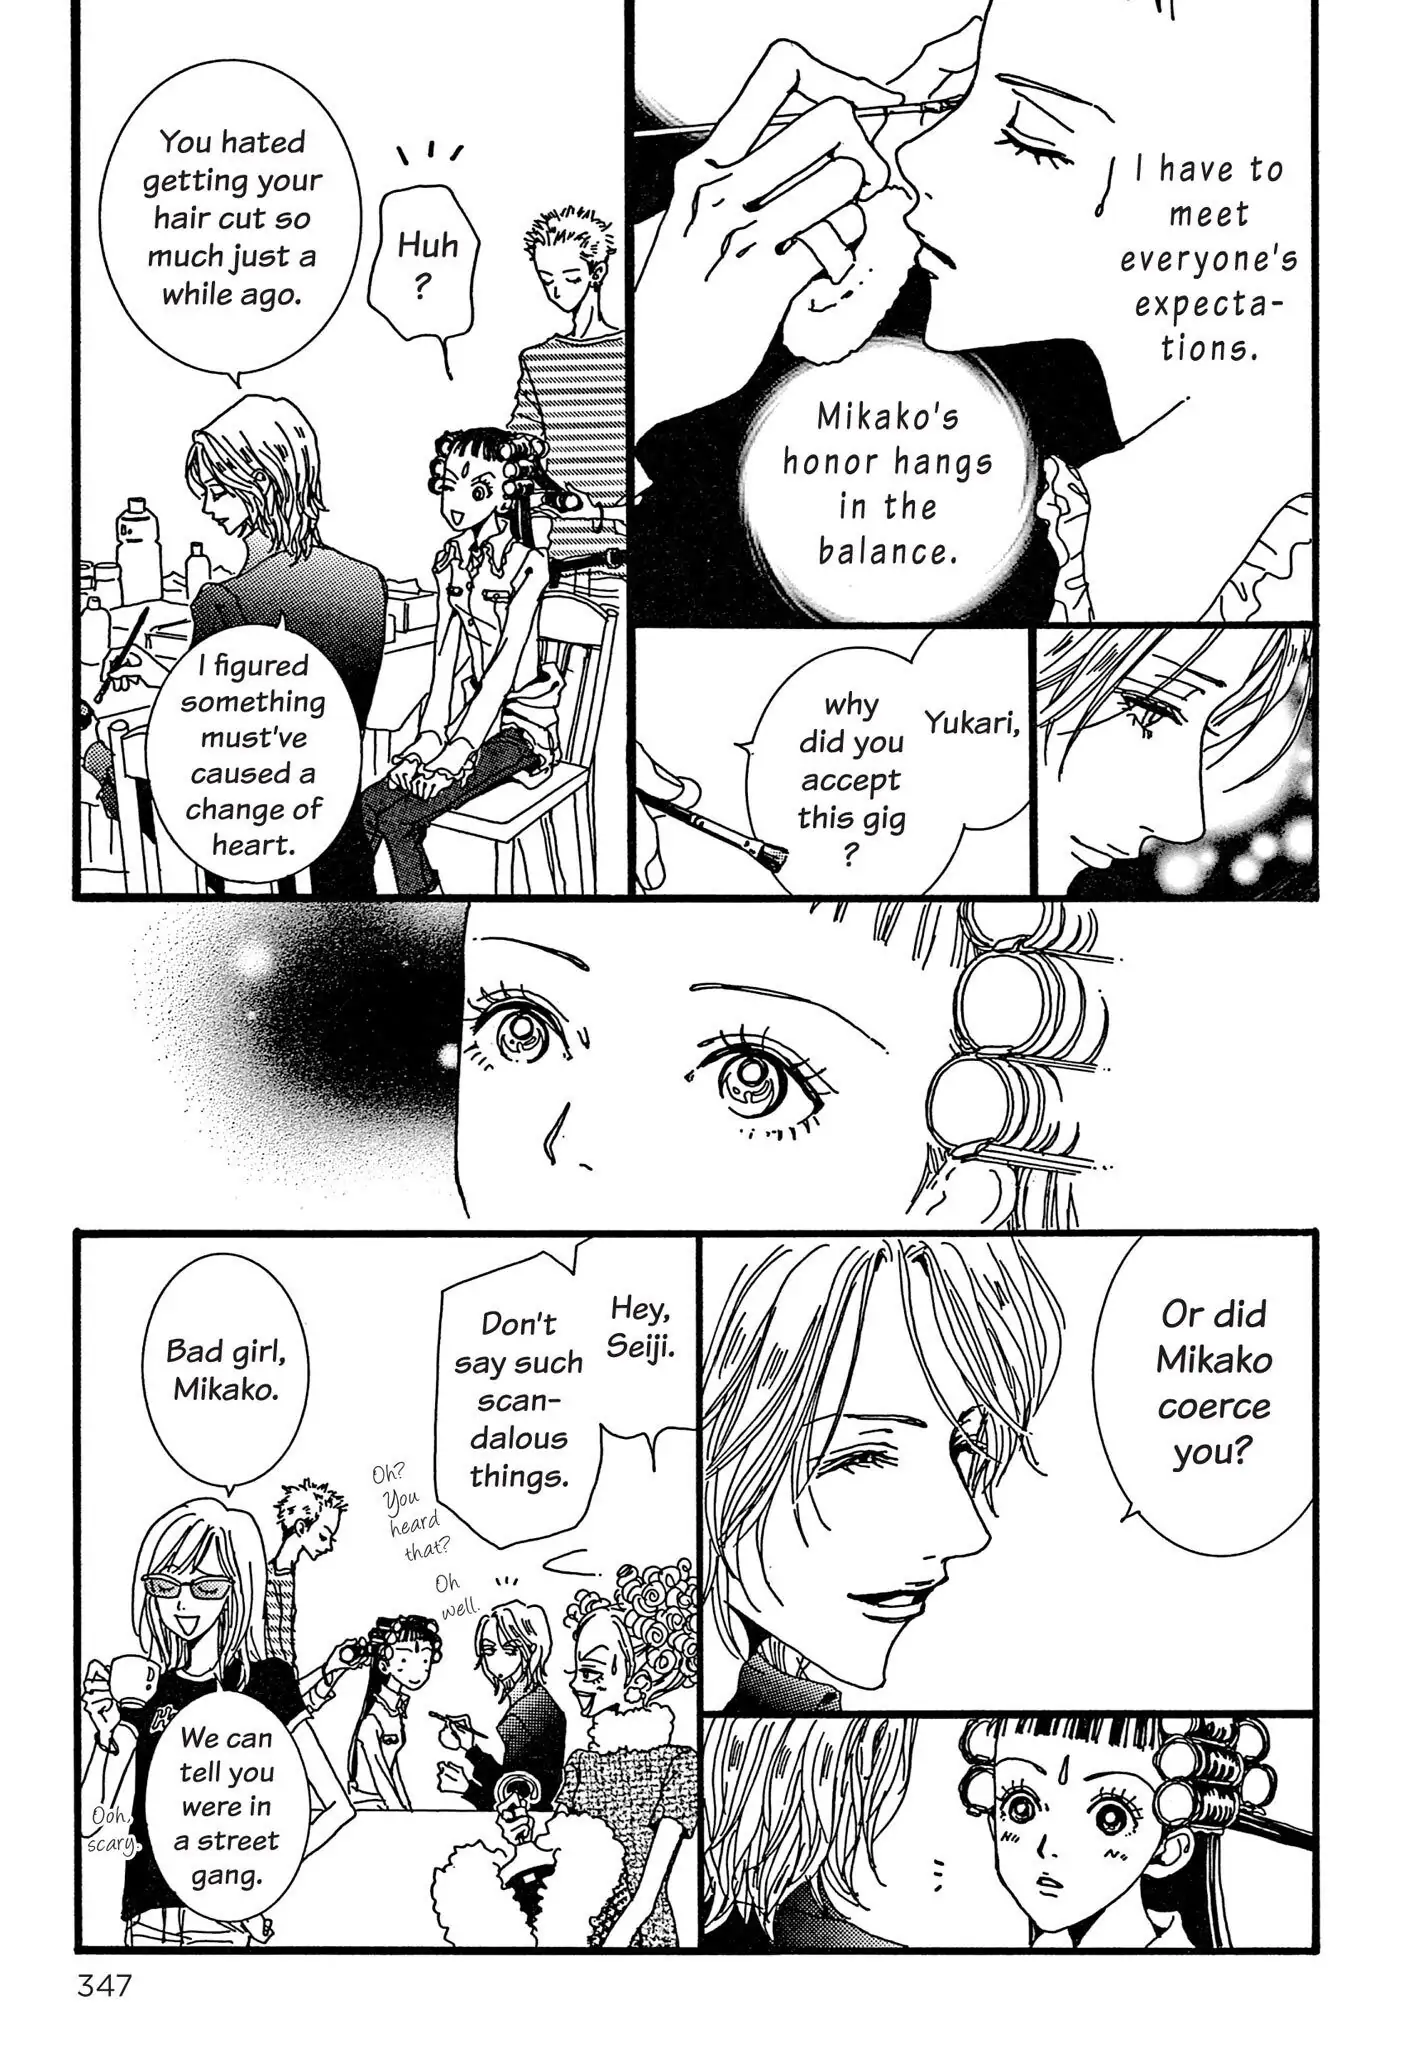 I have to
meet
everyone's
expecta-
tions.
Mikako's
honor hangs
in the
balance.
Yukari,
why
did you
accept
this gig
?
Huh
?
You hated
getting your
hair cut so
much just a
while ago.
I figured
something
must've
caused a
change of
heart.
Or did
Mikako
coerce
you?
Hey,
Seiji.
Don't
say such
scan-
dalous
things.
Oh?
You
heard
that?
Oh
well.
Bad girl,
Mikako.
We can
tell you
were in
a street
gang.
Ooh,
scary.
347